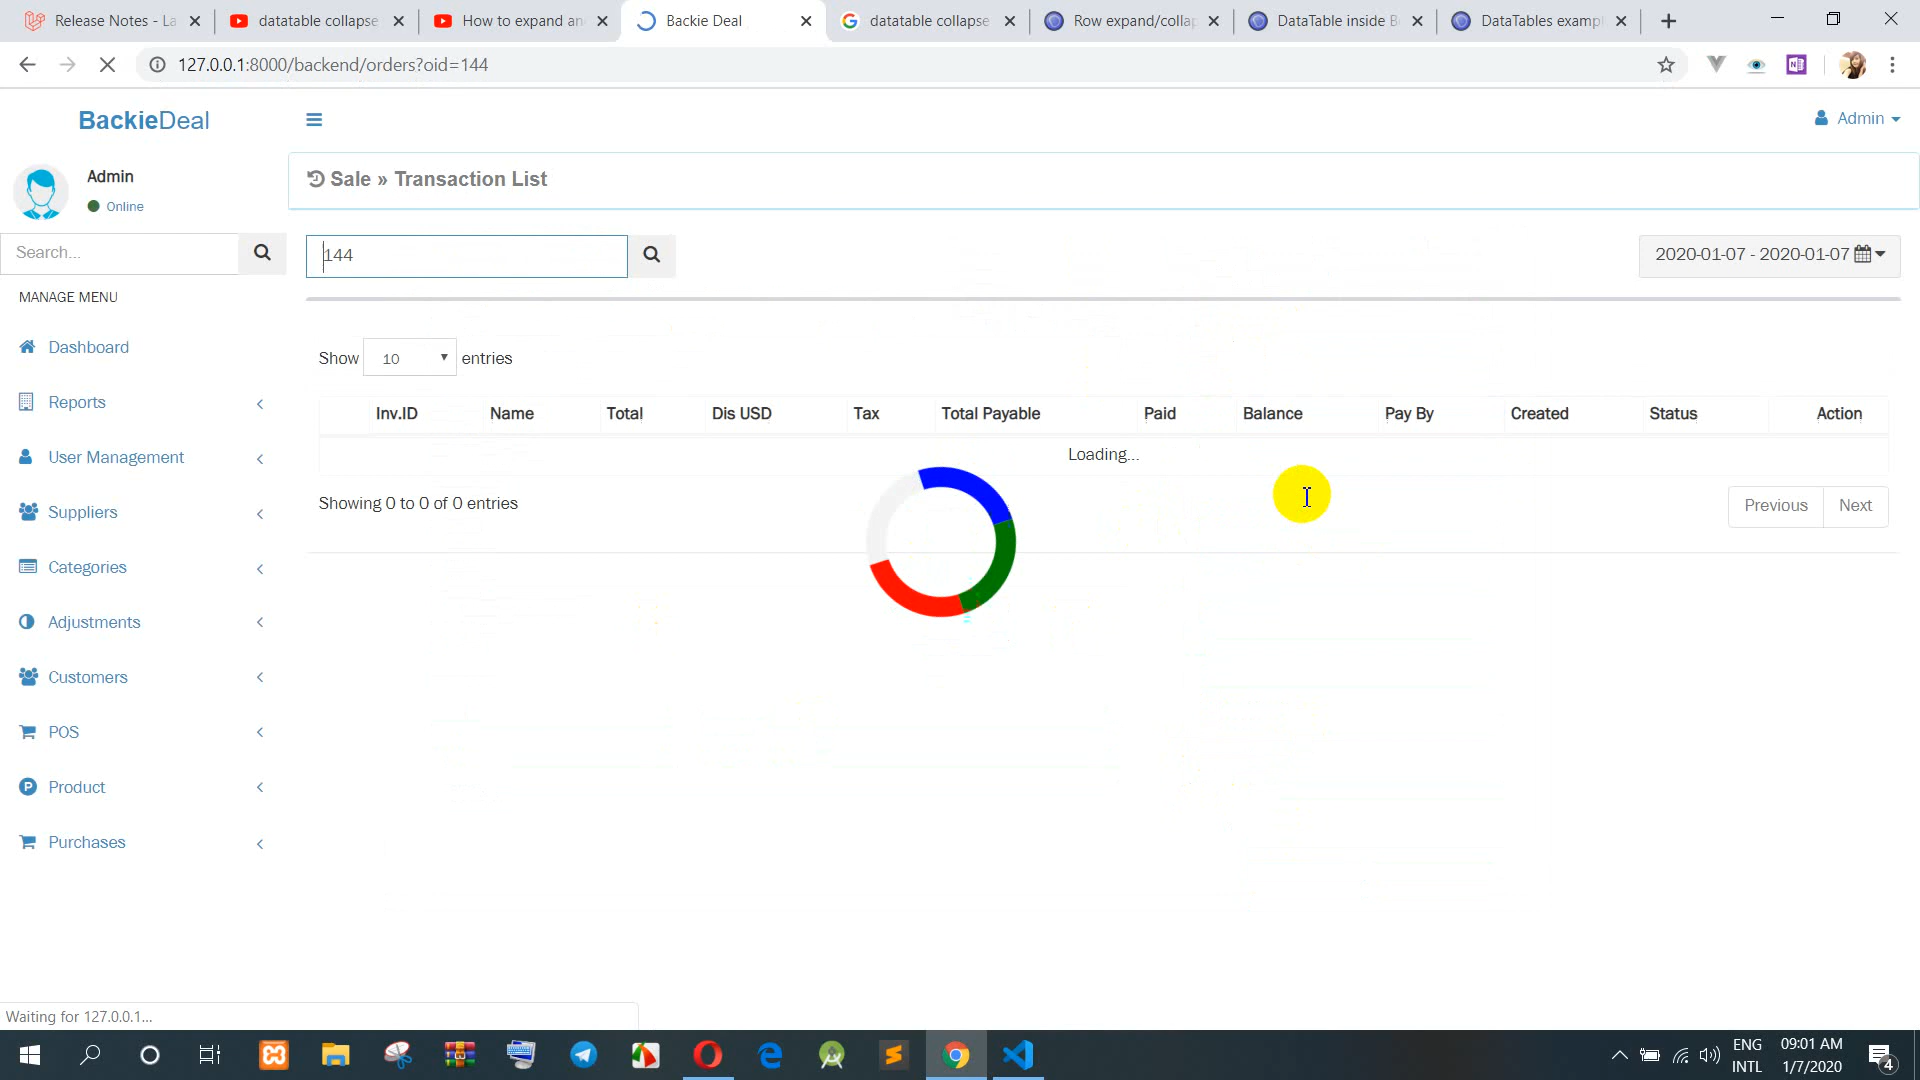 Release Notes - La
datatable collapse
How to expand an
Backie Deal
datatable collapse
Row expand/collap
DataTable inside B
DataTables exampl
127.0.0.1:8000/backend/orders?oid=144
BackieDeal
Admin
Admin
Online
Sale » Transaction List
Search...
144
2020-01-07 - 2020-01-07
MANAGE MENU
Dashboard
Reports
User Management
Suppliers
Categories
Adjustments
Customers
POS
Product
Purchases
Show 10 entries
Inv.ID Name Total Dis USD Tax Total Payable Paid Balance Pay By Created Status Action
Loading...
Showing 0 to 0 of 0 entries
Previous Next
Waiting for 127.0.0.1...
ENG
INTL
09:01 AM
1/7/2020
4